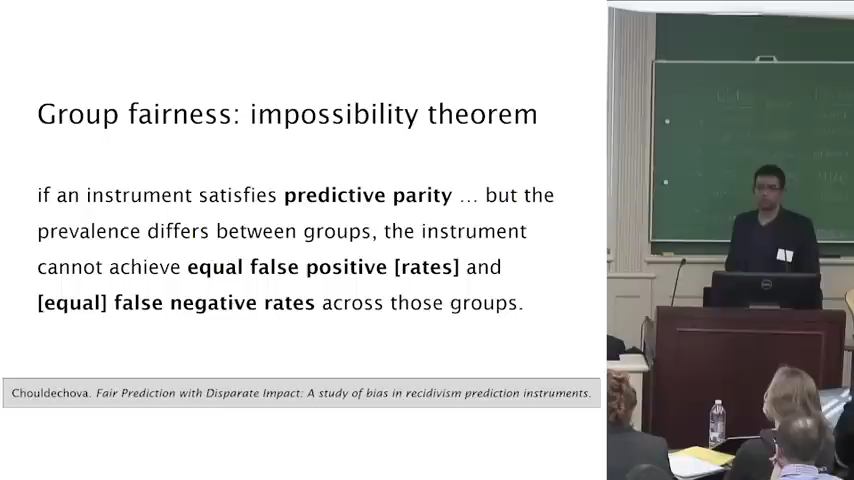 Group fairness: impossibility theorem
if an instrument satisfies predictive parity ... but the
prevalence differs between groups, the instrument
cannot achieve equal false positive [rates] and
[equal] false negative rates across those groups.
Chouldechova. Fair Prediction with Disparate Impact: A study of bias in recidivism prediction instruments.